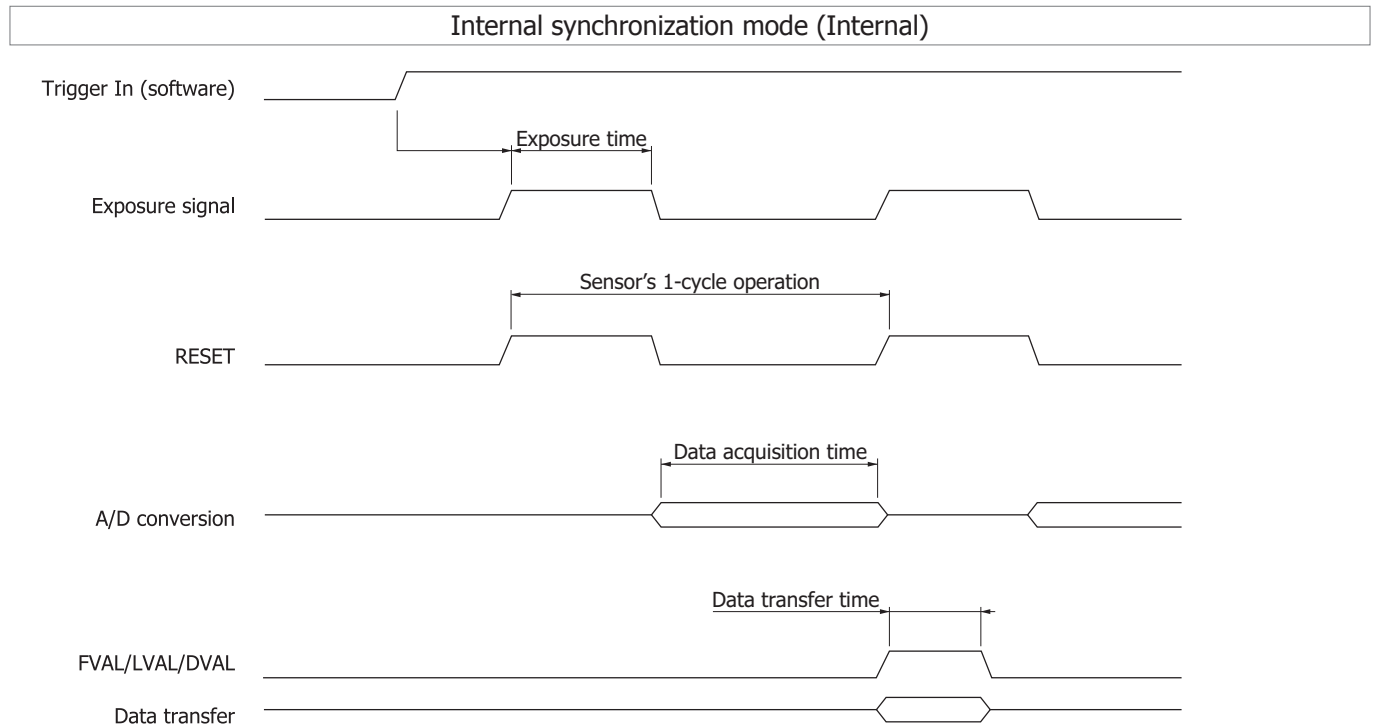 Internal synchronization mode (Internal)
Trigger In (software)
Exposure time
Exposure signal
Sensor's 1-cycle operation
RESET
Data acquisition time
A/D conversion
Data transfer time
FVAL/LVAL/DVAL
Data transfer